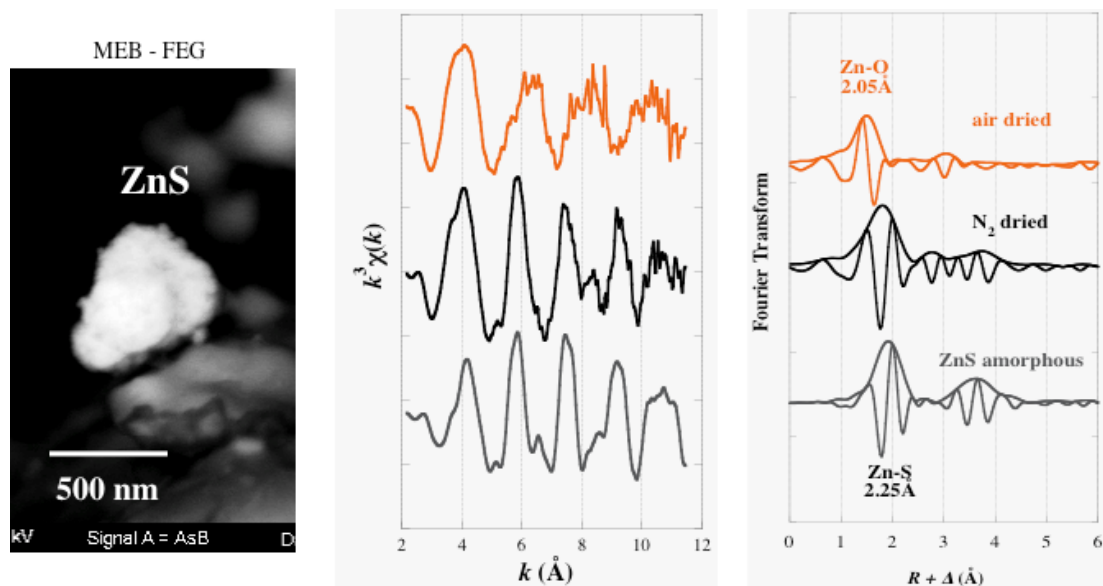 MEB - FEG
ZnS
500 nm
kV
Signal A = AsB
D
k³ χ(k)
2
4
6
8
10
12
k (Å)
Fourier Transform
Zn-O
2.05Å
air dried
N₂ dried
ZnS amorphous
Zn-S
2.25Å
0
1
2
3
4
5
6
R + Δ (Å)